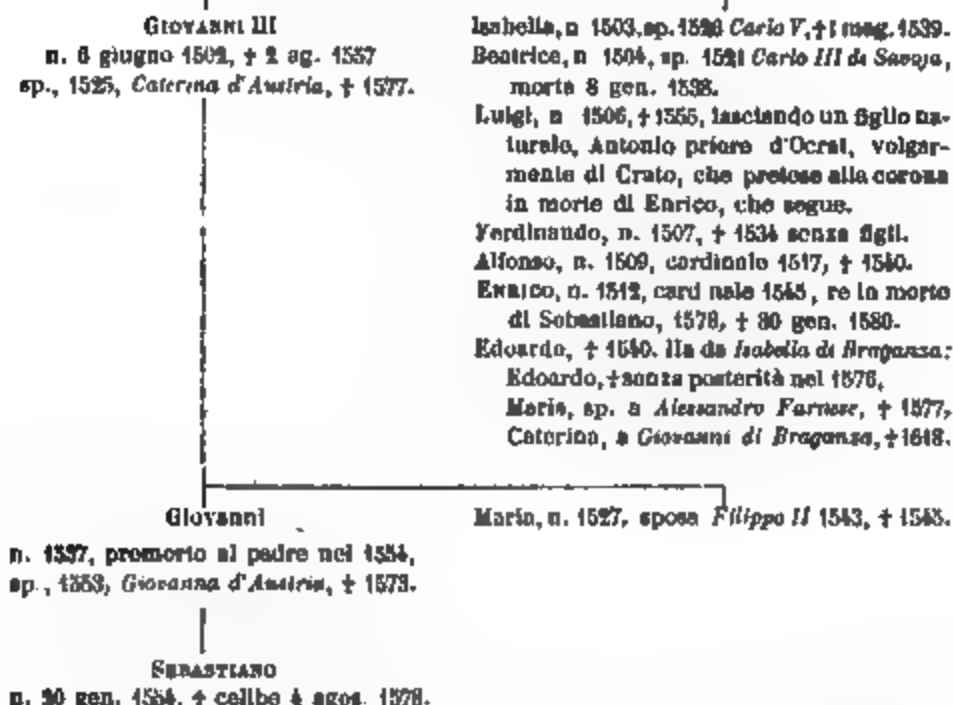 GIOVANNI III
n. 6 giugno 1502, † 2 ag. 1557
sp., 1525, Caterina d'Austria, † 1577.
Isabella, n 1503, sp. 1526 Carlo V, † 1 mag. 1539.
Beatrice, n 1504, sp. 1521 Carlo III di Savoja,
morta 8 gen. 1538.
Luigi, n 1506, † 1555, lasciando un figlio na-
turale, Antonio priore d'Ocrat, volgar-
mente di Crato, che pretese alla corona
in morte di Enrico, che segue.
Ferdinando, n. 1507, † 1534 senza figli.
Alfonso, n. 1509, cardinale 1517, † 1540.
ENRICO, n. 1512, card nale 1545, re in morte
di Sebastiano, 1578, † 30 gen. 1580.
Edoardo, † 1540. Ha da Isabella di Braganza:
Edoardo, † senza posterità nel 1576,
Maria, sp. a Alessandro Farnese, † 1577,
Caterina, a Giovanni di Braganza, † 1618.
Giovanni
n. 1537, premorto al padre nel 1554,
sp., 1553, Giovanna d'Austria, † 1573.
Maria, n. 1527, sposa Filippo II 1543, † 1545.
SEBASTIANO
n. 20 gen. 1554, † celibe 4 agos. 1578.